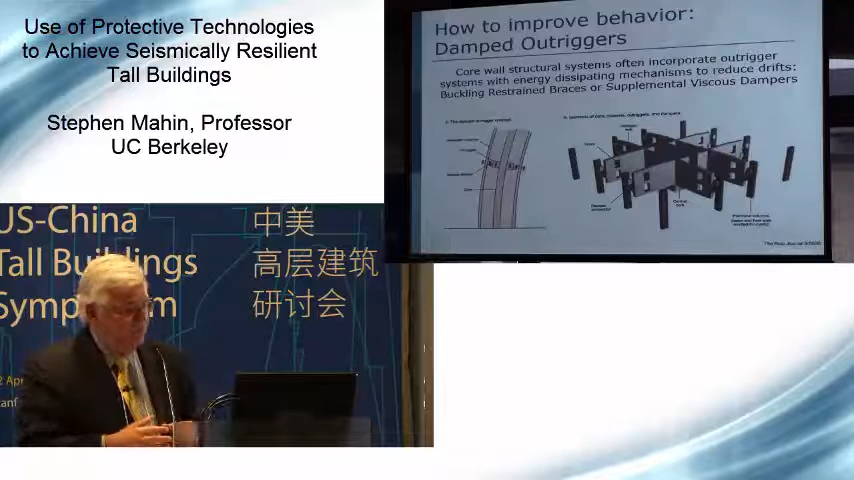 Use of Protective Technologies
to Achieve Seismically Resilient
Tall Buildings
Stephen Mahin, Professor
UC Berkeley
How to improve behavior:
Damped Outriggers
Core wall structural systems often incorporate outrigger
systems with energy dissipating mechanisms to reduce drifts:
Buckling Restrained Braces or Supplemental Viscous Dampers
US-China
Tall Buildings
Symposium
中美
高层建筑
研讨会